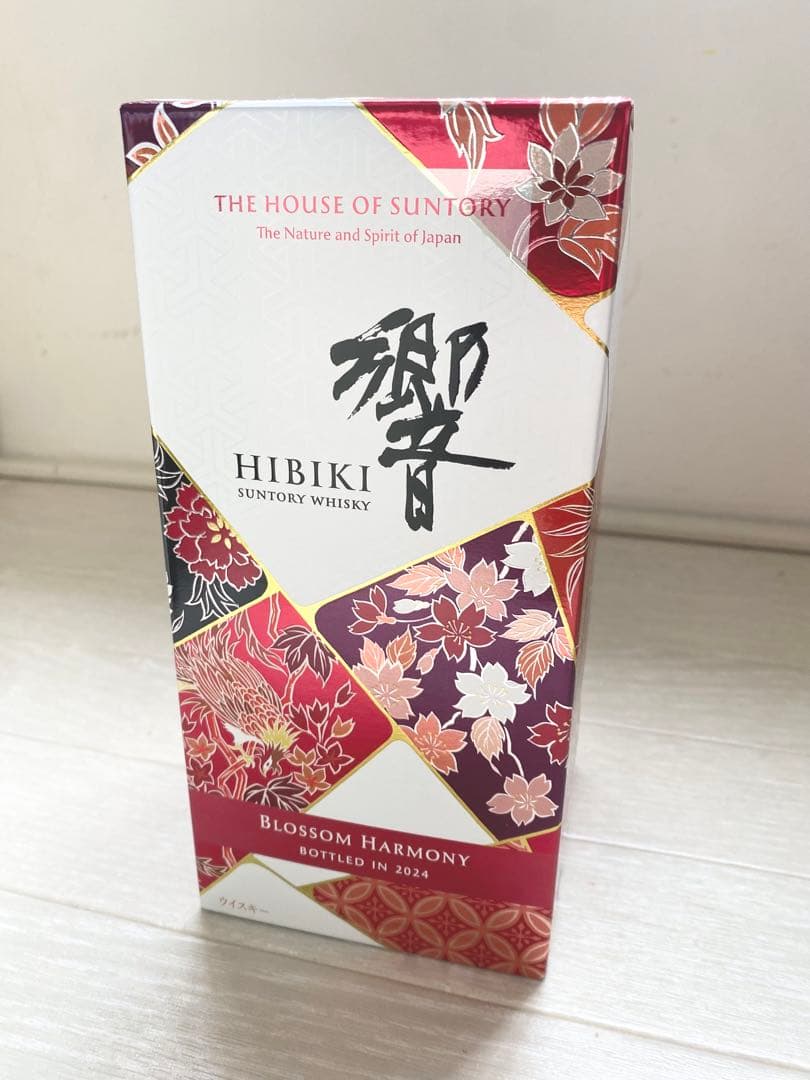 THE HOUSE OF SUNTORY
The Nature and Spirit of Japan
響
HIBIKI
SUNTORY WHISKY
BLOSSOM HARMONY
BOTTLED IN 2024
ウイスキー